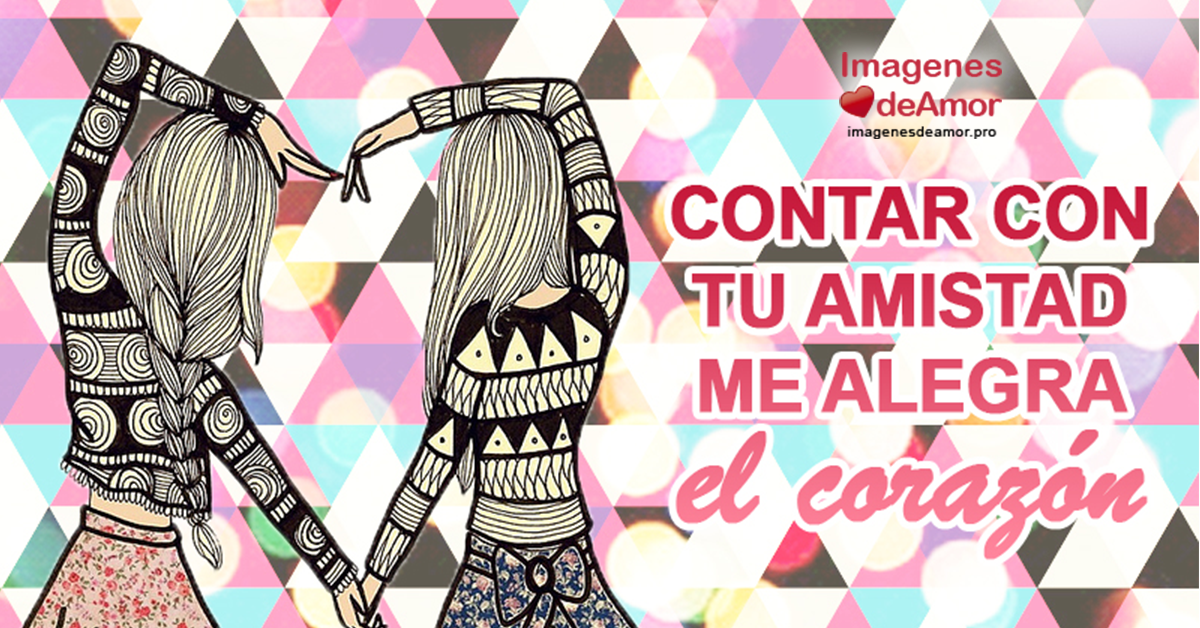 Imagenes
deAmor
imagenesdeamor.pro
CONTAR CON
TU AMISTAD
ME ALEGRA
el corazón